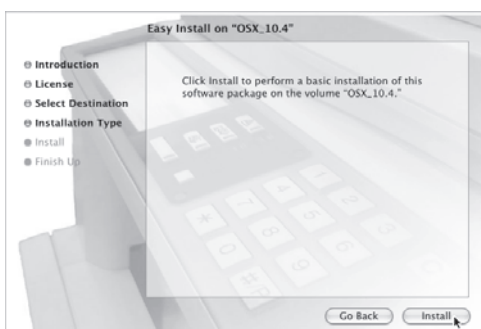 Easy Install on "OSX_10.4"
Introduction
License
Select Destination
Installation Type
Install
Finish Up
Click Install to perform a basic installation of this
software package on the volume "OSX_10.4."
Go Back
Install